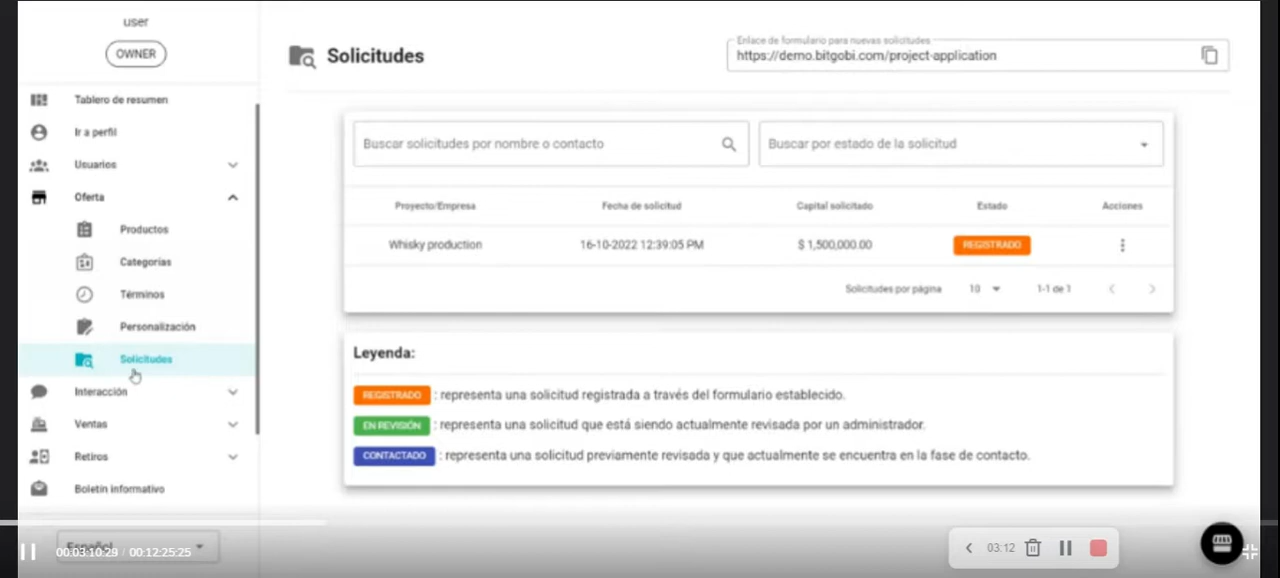 user
OWNER
Tablero de resumen
Ir a perfil
Usuarios
Oferta
Productos
Categorías
Términos
Personalización
Solicitudes
Interacción
Ventas
Retiros
Boletín informativo
Español
Solicitudes
Enlace de formulario para nuevas solicitudes
https://demo.bitgobi.com/project-application
Buscar solicitudes por nombre o contacto
Buscar por estado de la solicitud
Proyecto/Empresa Fecha de solicitud Capital solicitado Estado Acciones
Whisky production 16-10-2022 12:39:05 PM $ 1,500,000.00 REGISTRADO
Solicitudes por página 10 1-1 de 1
Leyenda:
REGISTRADO : representa una solicitud registrada a través del formulario establecido.
EN REVISIÓN : representa una solicitud que está siendo actualmente revisada por un administrador.
CONTACTADO : representa una solicitud previamente revisada y que actualmente se encuentra en la fase de contacto.
00:03:10:29 / 00:12:25:25
03:12